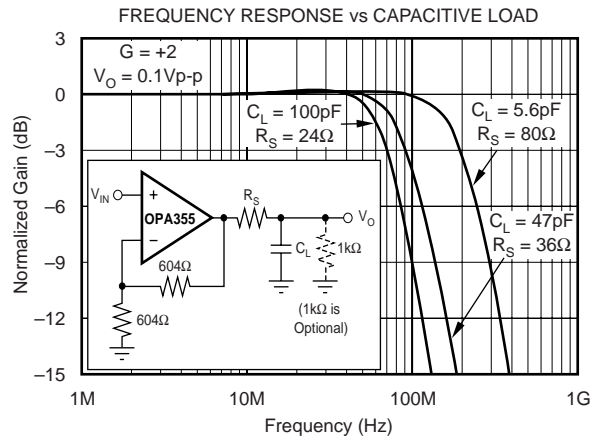 FREQUENCY RESPONSE vs CAPACITIVE LOAD
3
0
–3
–6
–9
–12
–15
Normalized Gain (dB)
G = +2
V_O = 0.1Vp-p
C_L = 100pF
R_S = 24Ω
C_L = 5.6pF
R_S = 80Ω
C_L = 47pF
R_S = 36Ω
V_IN
+
OPA355
–
R_S
V_O
C_L
1kΩ
604Ω
604Ω
(1kΩ is
Optional)
1M
10M
100M
1G
Frequency (Hz)